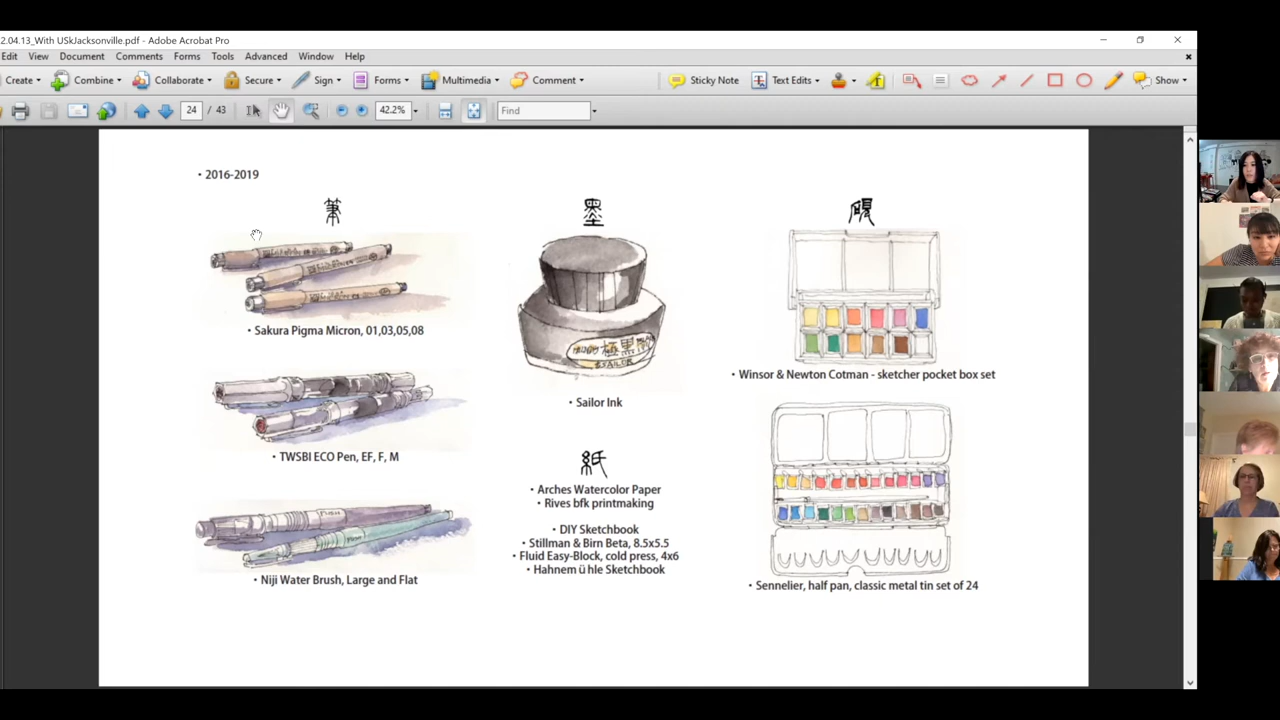 2.04.13_With USkJacksonville.pdf - Adobe Acrobat Pro
Edit View Document Comments Forms Tools Advanced Window Help
Create Combine Collaborate Secure Sign Forms Multimedia Comment Sticky Note Text Edits Show
24 / 43 42.2% Find
• 2016-2019
筆
• Sakura Pigma Micron, 01,03,05,08
• TWSBI ECO Pen, EF, F, M
• Niji Water Brush, Large and Flat
墨
極黒
SAILOR
• Sailor Ink
紙
• Arches Watercolor Paper
• Rives bfk printmaking
• DIY Sketchbook
• Stillman & Birn Beta, 8.5x5.5
• Fluid Easy-Block, cold press, 4x6
• Hahnem ü hle Sketchbook
硯
• Winsor & Newton Cotman - sketcher pocket box set
• Sennelier, half pan, classic metal tin set of 24